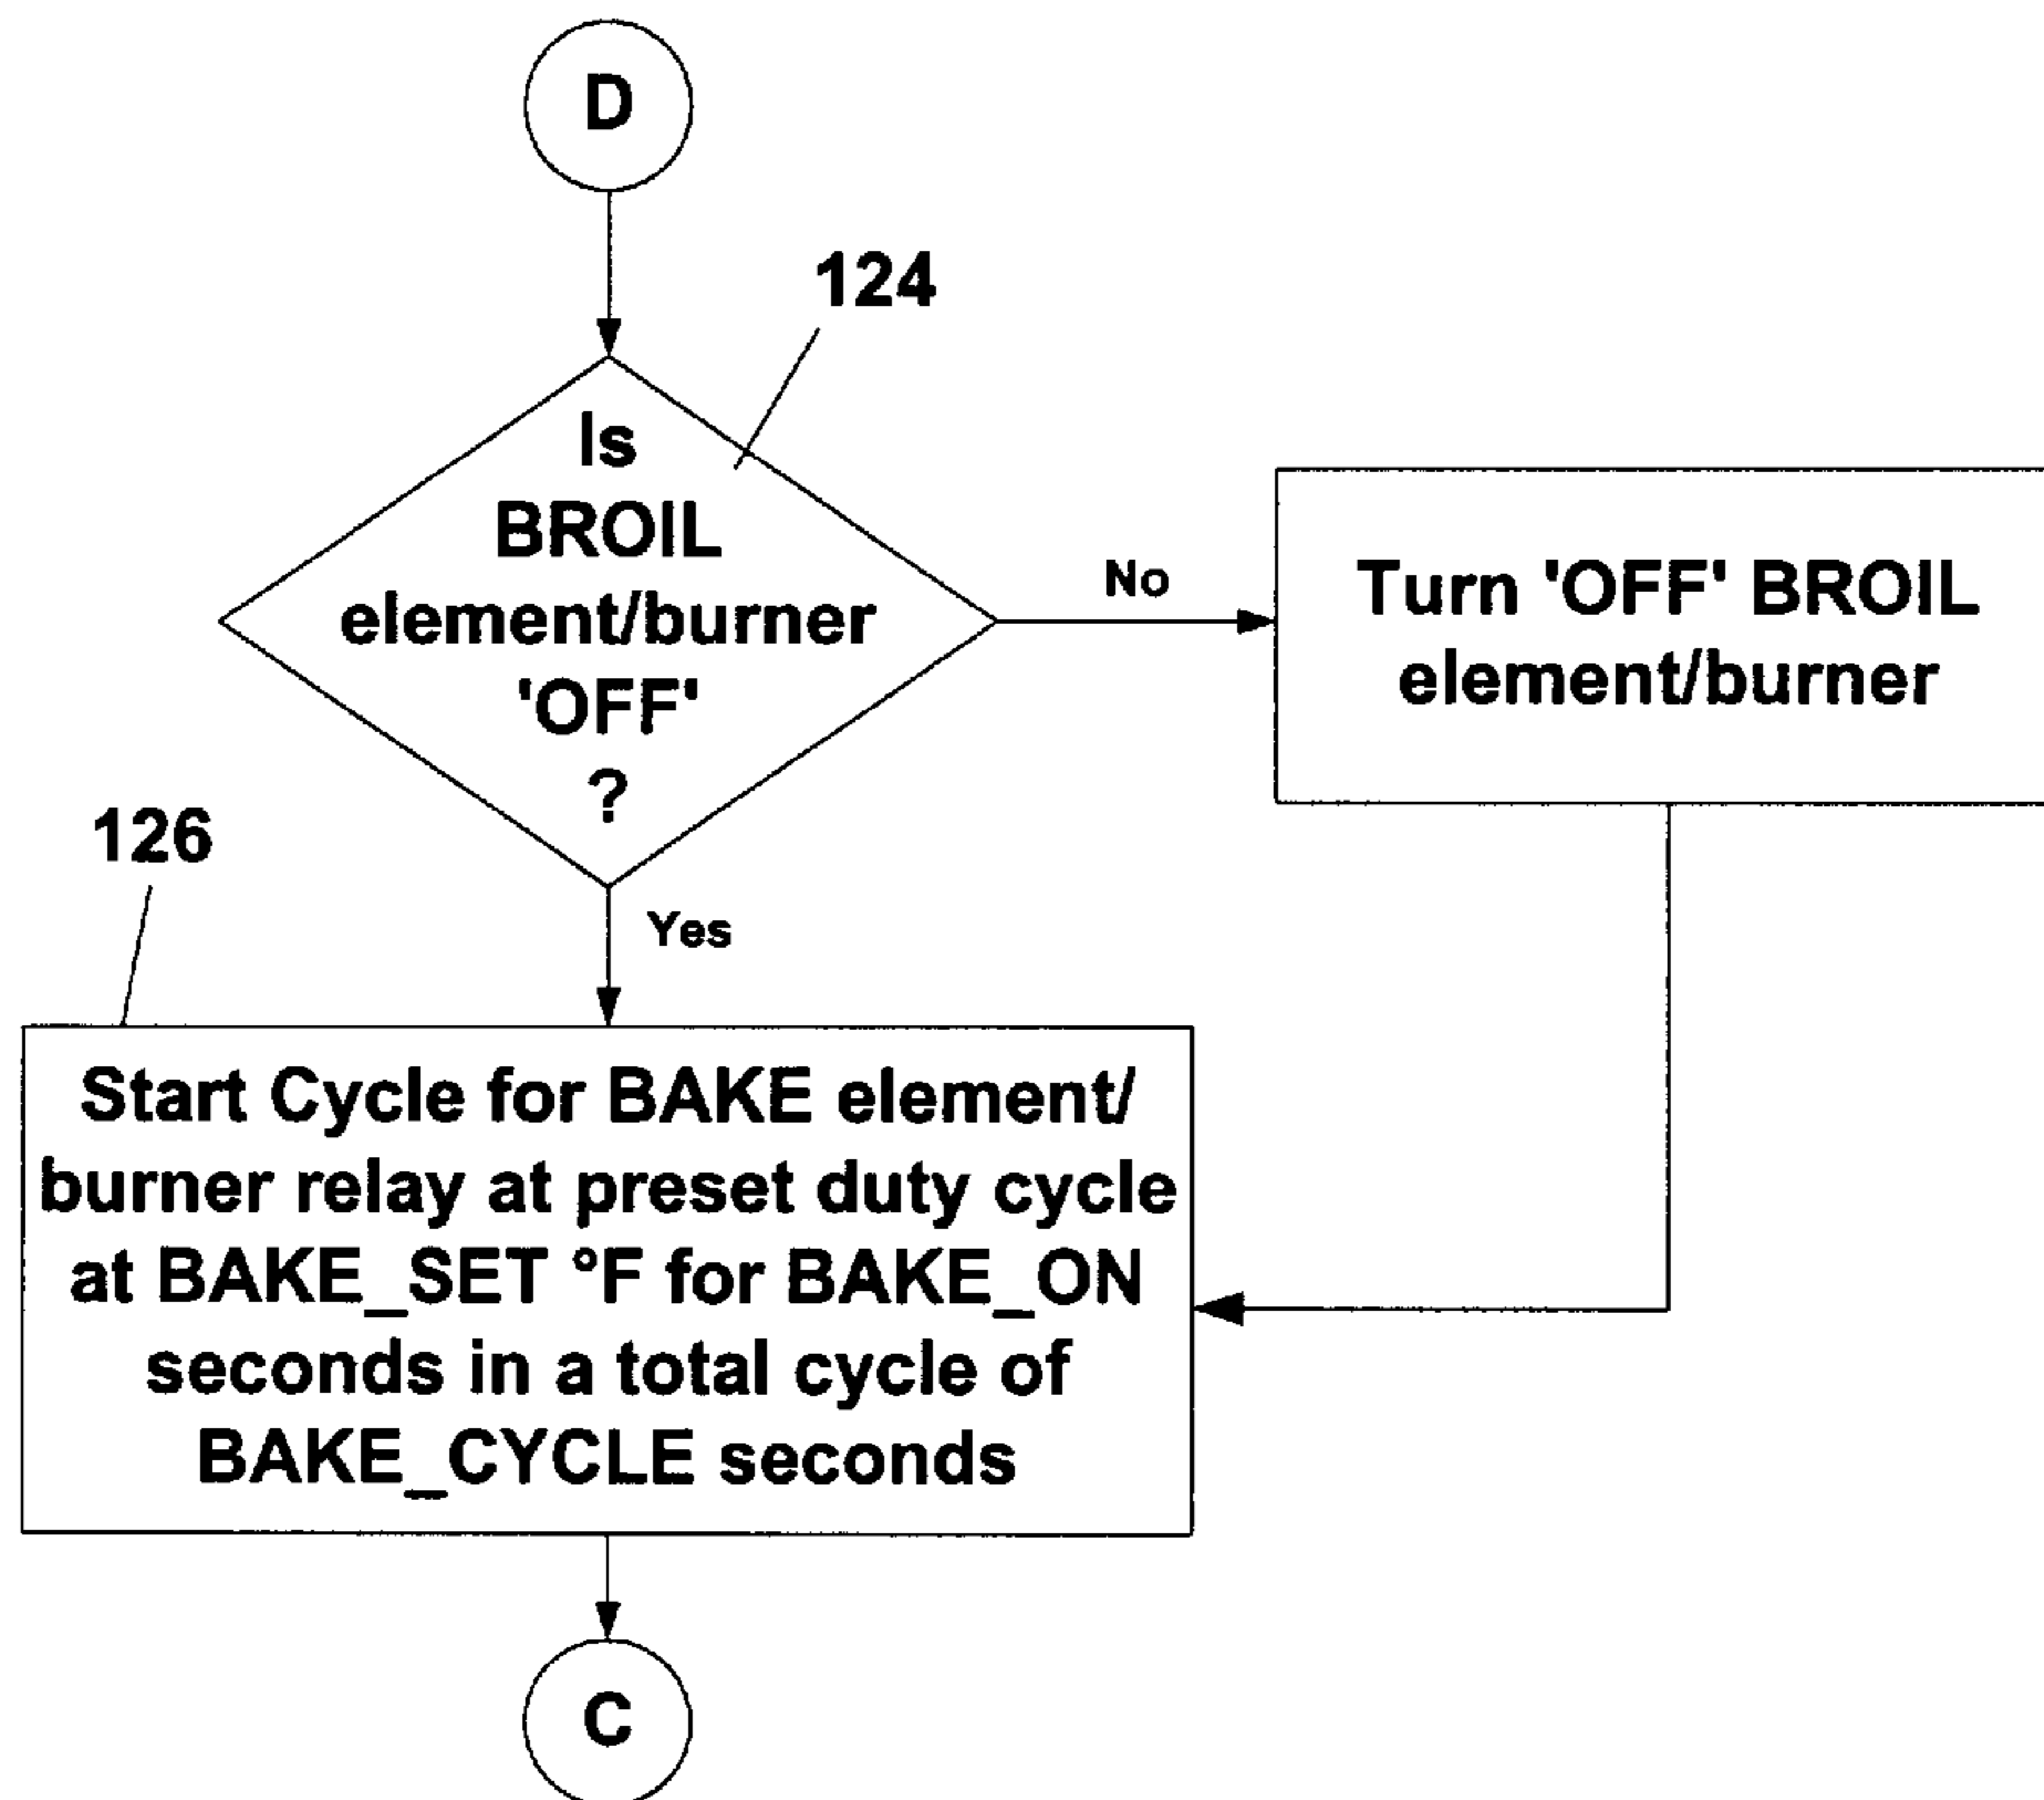 D
124
Is
BROIL
element/burner
'OFF'
?
No
Turn 'OFF' BROIL
element/burner
126
Yes
Start Cycle for BAKE element/
burner relay at preset duty cycle
at BAKE_SET °F for BAKE_ON
seconds in a total cycle of
BAKE_CYCLE seconds
C